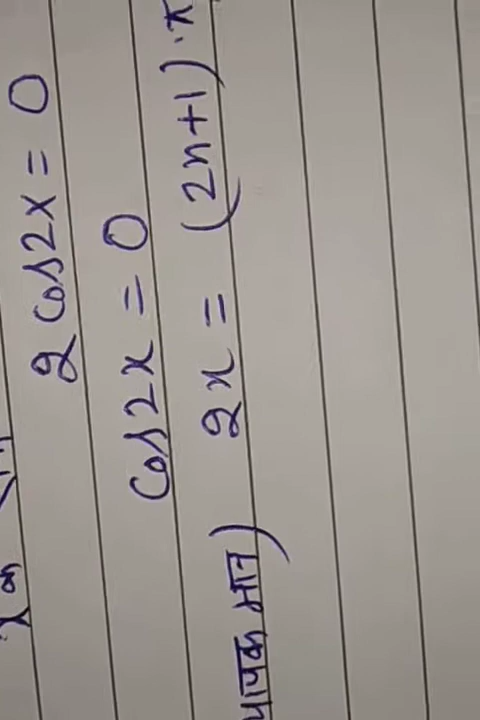 2 cos2x = 0
cos2x = 0
मान) 2x = (2n+1).π